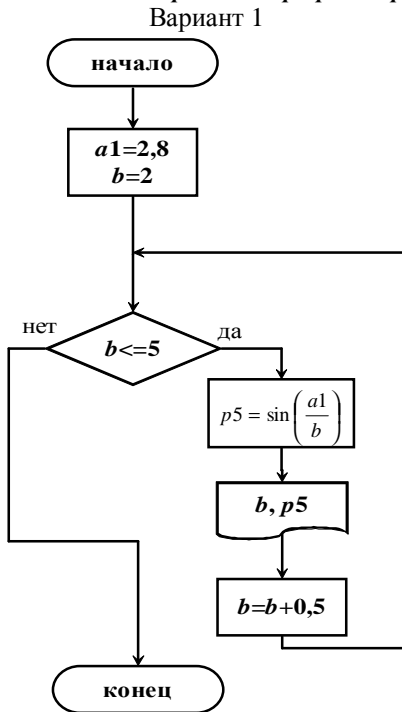 Вариант 1
начало
a1=2,8
b=2
нет
да
b<=5
p5 = sin(a1/b)
b, p5
b=b+0,5
конец